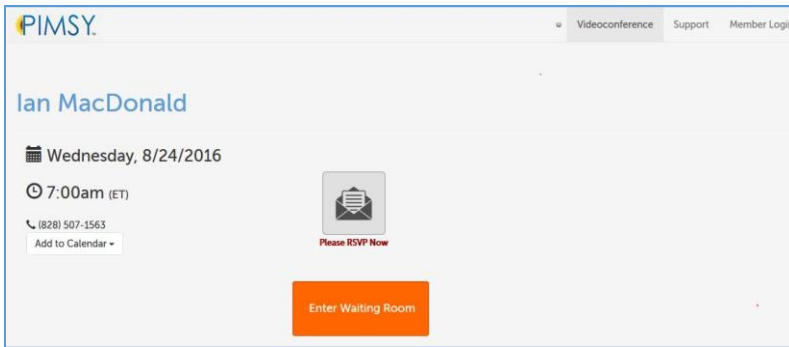 PIMSY.
Videoconference Support Member Login
Ian MacDonald
Wednesday, 8/24/2016
7:00am (ET)
(828) 507-1563
Add to Calendar
Please RSVP Now
Enter Waiting Room